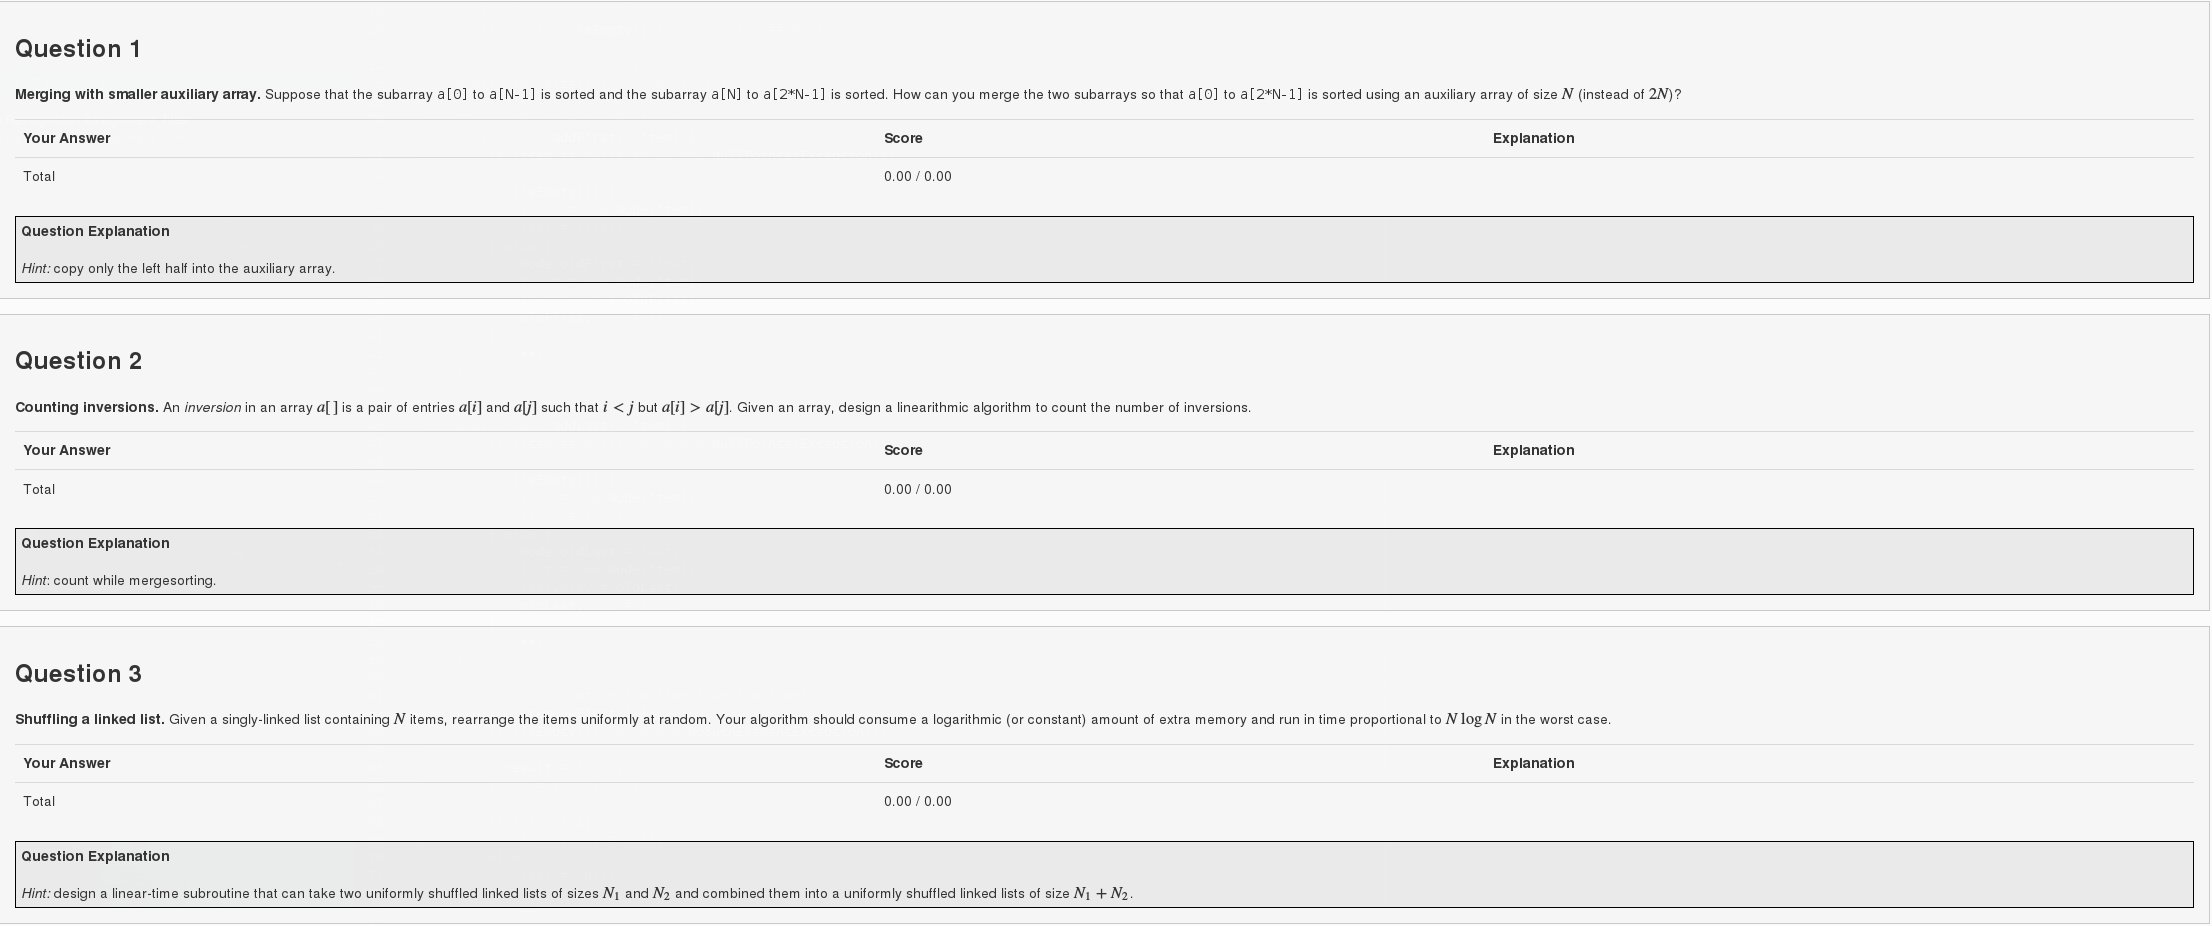 Question 1
Merging with smaller auxiliary array. Suppose that the subarray a[0] to a[N-1] is sorted and the subarray a[N] to a[2*N-1] is sorted. How can you merge the two subarrays so that a[0] to a[2*N-1] is sorted using an auxiliary array of size N (instead of 2N)?
Your Answer Score Explanation
Total 0.00 / 0.00
Question Explanation
Hint: copy only the left half into the auxiliary array.
Question 2
Counting inversions. An inversion in an array a[ ] is a pair of entries a[i] and a[j] such that i < j but a[i] > a[j]. Given an array, design a linearithmic algorithm to count the number of inversions.
Your Answer Score Explanation
Total 0.00 / 0.00
Question Explanation
Hint: count while mergesorting.
Question 3
Shuffling a linked list. Given a singly-linked list containing N items, rearrange the items uniformly at random. Your algorithm should consume a logarithmic (or constant) amount of extra memory and run in time proportional to N log N in the worst case.
Your Answer Score Explanation
Total 0.00 / 0.00
Question Explanation
Hint: design a linear-time subroutine that can take two uniformly shuffled linked lists of sizes N₁ and N₂ and combined them into a uniformly shuffled linked lists of size N₁ + N₂.